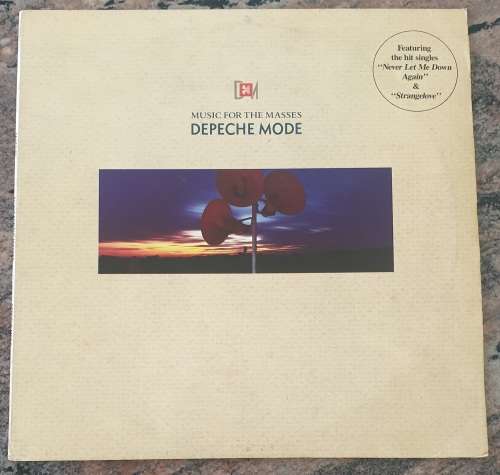 MUSIC FOR THE MASSES
DEPECHE MODE
Featuring
the hit singles
"Never Let Me Down
Again"
&
"Strangelove"